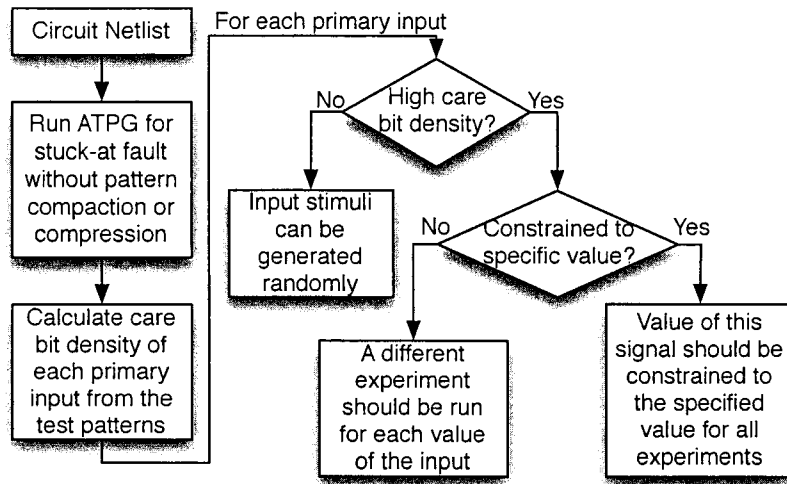 Circuit Netlist
Run ATPG for
stuck-at fault
without pattern
compaction or
compression
Calculate care
bit density of
each primary
input from the
test patterns
For each primary input
High care
bit density?
No
Yes
Input stimuli
can be
generated
randomly
Constrained to
specific value?
No
Yes
A different
experiment
should be run
for each value
of the input
Value of this
signal should be
constrained to
the specified
value for all
experiments